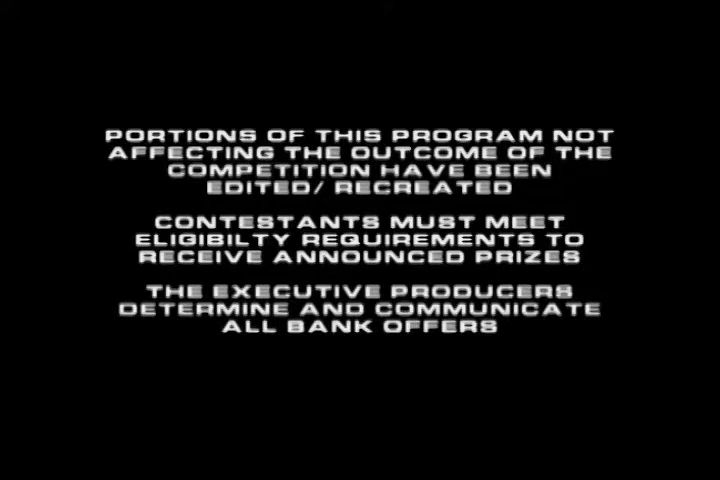 PORTIONS OF THIS PROGRAM NOT
AFFECTING THE OUTCOME OF THE
COMPETITION HAVE BEEN
EDITED/ RECREATED
CONTESTANTS MUST MEET
ELIGIBILTY REQUIREMENTS TO
RECEIVE ANNOUNCED PRIZES
THE EXECUTIVE PRODUCERS
DETERMINE AND COMMUNICATE
ALL BANK OFFERS